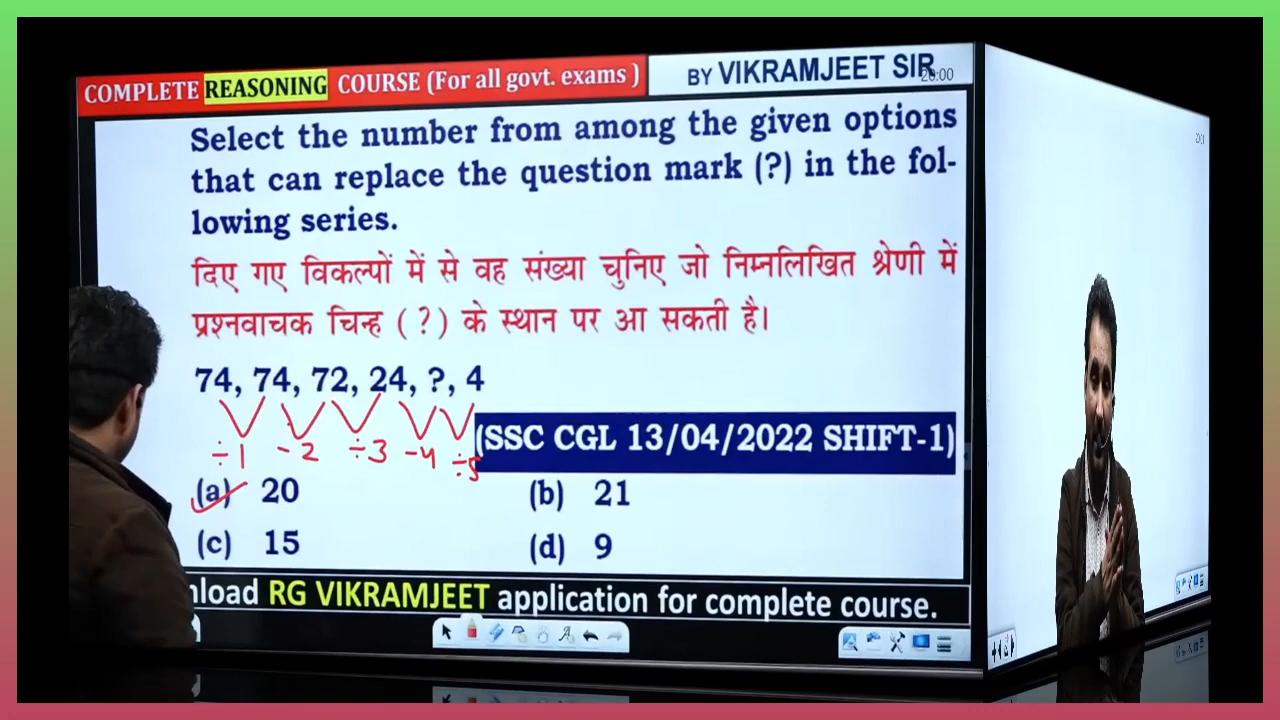 COMPLETE REASONING COURSE (For all govt. exams )
BY VIKRAMJEET SIR
20:00
Select the number from among the given options
that can replace the question mark (?) in the fol-
lowing series.
दिए गए विकल्पों में से वह संख्या चुनिए जो निम्नलिखित श्रेणी में
प्रश्नवाचक चिन्ह ( ? ) के स्थान पर आ सकती है।
74, 74, 72, 24, ?, 4
÷1 -2 ÷3 -4 ÷5
(SSC CGL 13/04/2022 SHIFT-1)
(a) 20 (b) 21
(c) 15 (d) 9
RG VIKRAMJEET application for complete course.